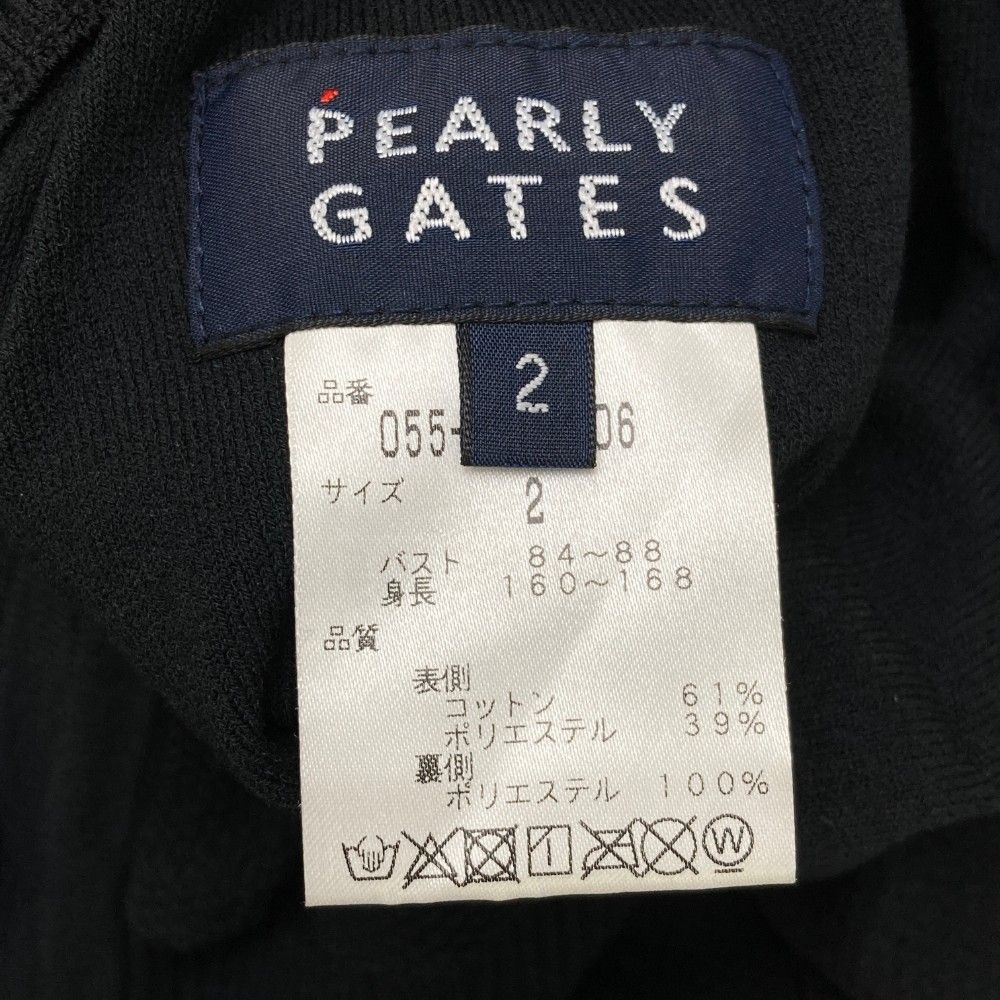 PEARLY
GATES
2
品番
055- 06
サイズ 2
バスト 84～88
身長 160～168
品質
表側
コットン 61%
ポリエステル 39%
裏側
ポリエステル 100%
W